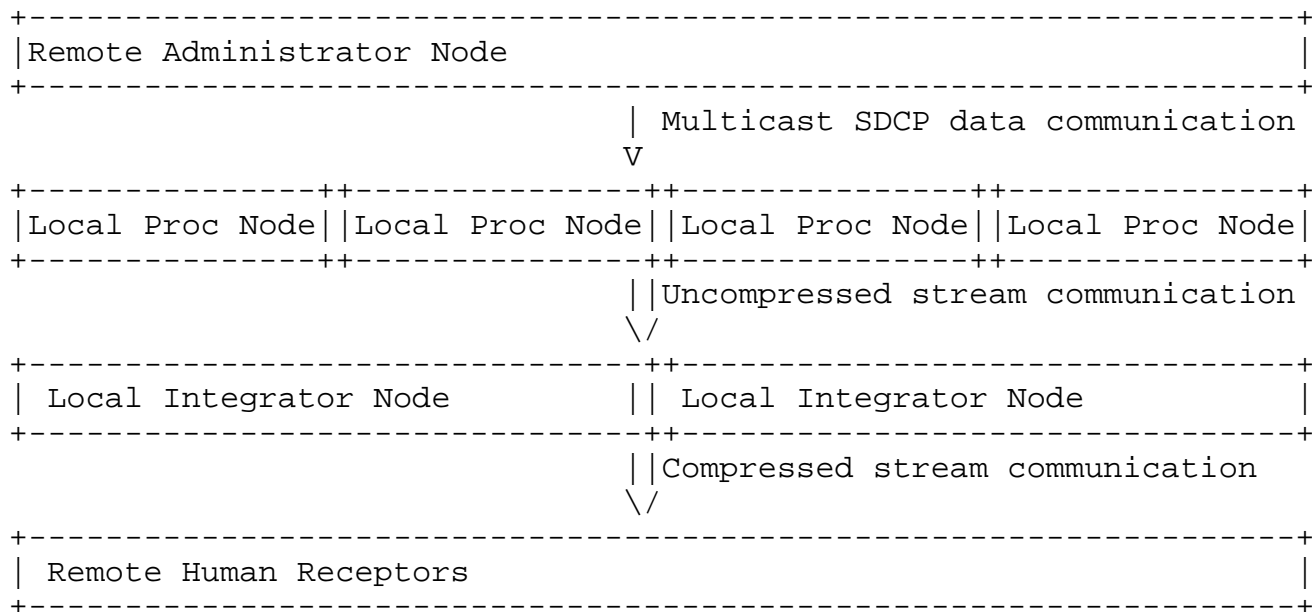 Remote Administrator Node
Multicast SDCP data communication
V
Local Proc Node Local Proc Node Local Proc Node Local Proc Node
Uncompressed stream communication
Local Integrator Node Local Integrator Node
Compressed stream communication
Remote Human Receptors